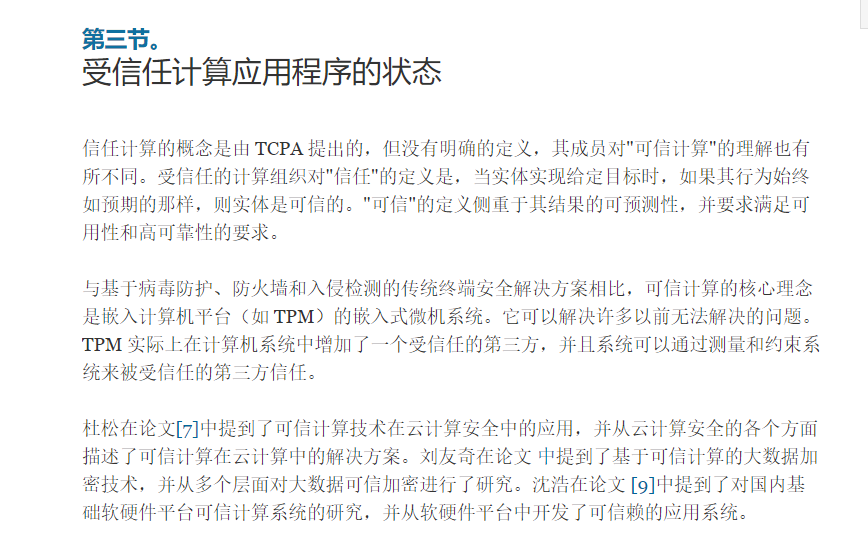 第三节。
受信任计算应用程序的状态
信任计算的概念是由 TCPA 提出的，但没有明确的定义，其成员对"可信计算"的理解也有
所不同。受信任的计算组织对"信任"的定义是，当实体实现给定目标时，如果其行为始终
如预期的那样，则实体是可信的。"可信"的定义侧重于其结果的可预测性，并要求满足可
用性和高可靠性的要求。
与基于病毒防护、防火墙和入侵检测的传统终端安全解决方案相比，可信计算的核心理念
是嵌入计算机平台（如 TPM）的嵌入式微机系统。它可以解决许多以前无法解决的问题。
TPM 实际上在计算机系统中增加了一个受信任的第三方，并且系统可以通过测量和约束系
统来被受信任的第三方信任。
杜松在论文[7]中提到了可信计算技术在云计算安全中的应用，并从云计算安全的各个方面
描述了可信计算在云计算中的解决方案。刘友奇在论文 中提到了基于可信计算的大数据加
密技术，并从多个层面对大数据可信加密进行了研究。沈浩在论文 [9]中提到了对国内基
础软硬件平台可信计算系统的研究，并从软硬件平台中开发了可信赖的应用系统。